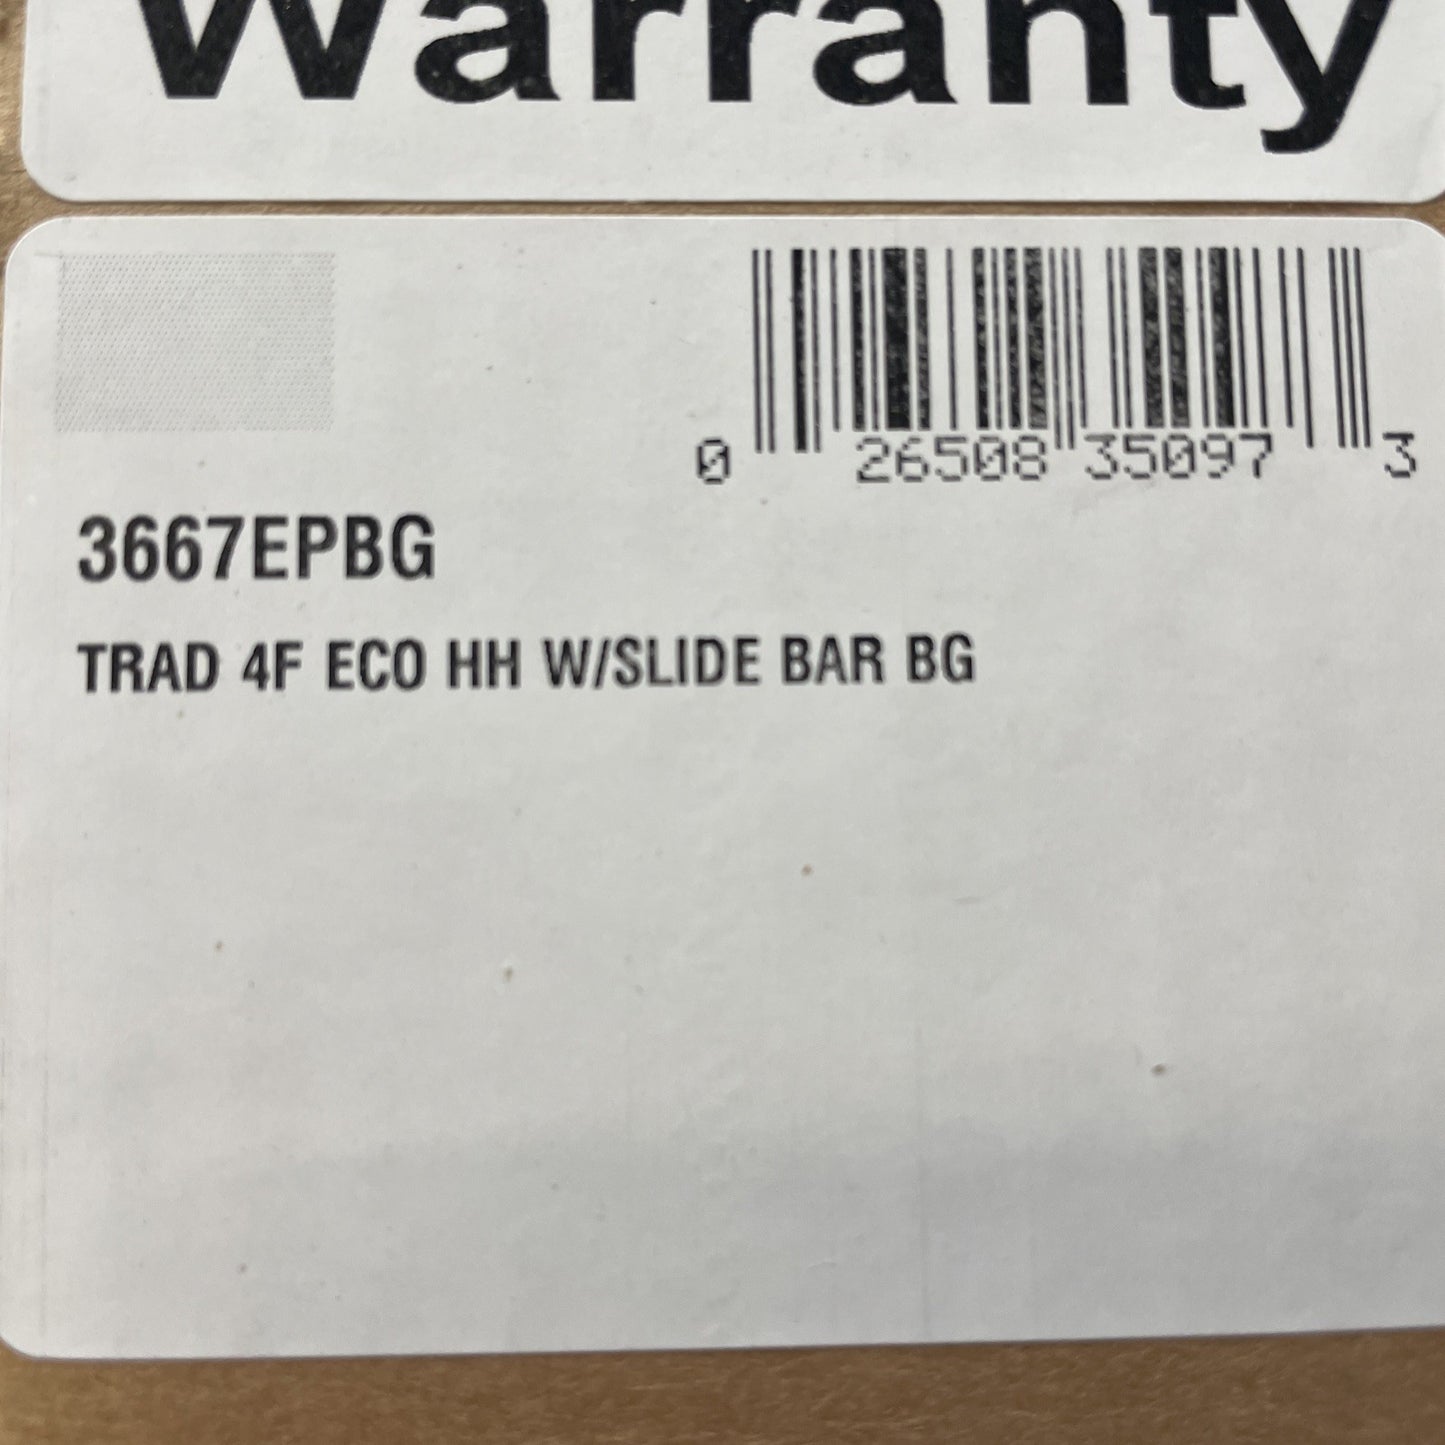 Warranty
0 26508 35097 3
3667EPBG
TRAD 4F ECO HH W/SLIDE BAR BG